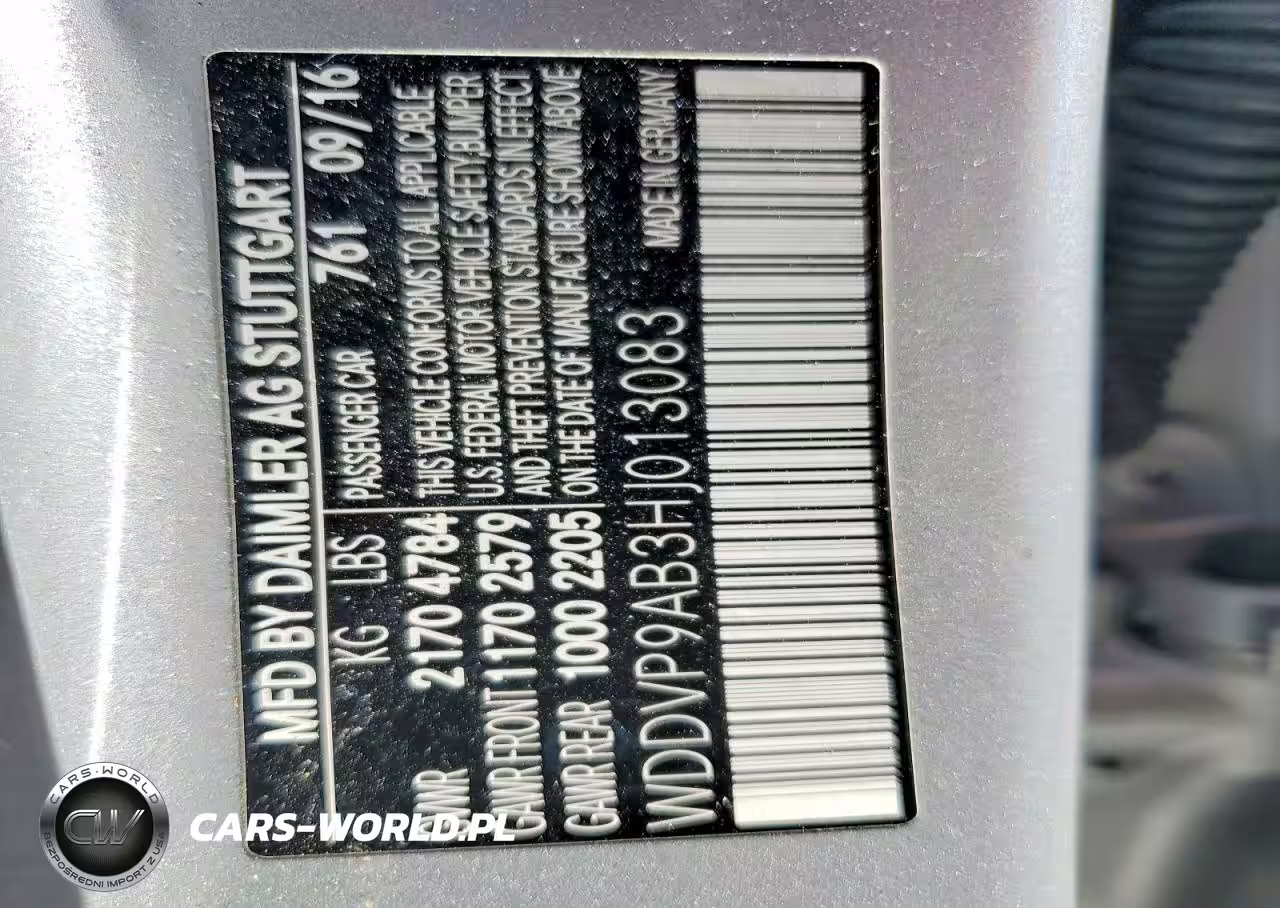 MFD BY DAIMLER AG STUTTGART
KG LBS PASSENGER CAR 761 09/16
GVWR 2170 4784 THIS VEHICLE CONFORMS TO ALL APPLICABLE
GAWR FRONT 1170 2579 U.S. FEDERAL MOTOR VEHICLE SAFETY, BUMPER
AND THEFT PREVENTION STANDARDS IN EFFECT
GAWR REAR 1000 2205 ON THE DATE OF MANUFACTURE SHOWN ABOVE
WDDVP9AB3HJ013083 MADE IN GERMANY
CARS-WORLD
CW
BEZPOŚREDNI IMPORT Z USA
CARS-WORLD.PL